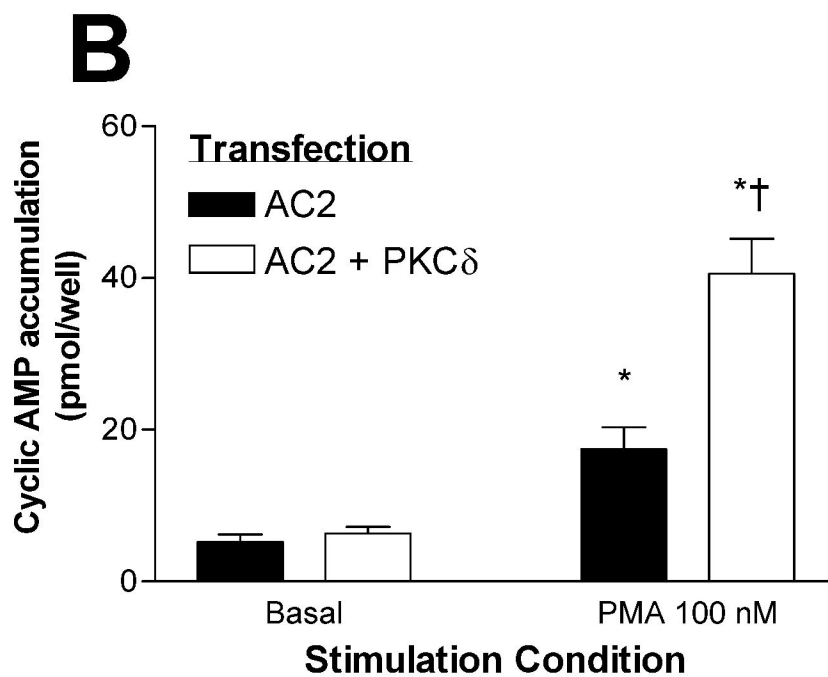 B
Cyclic AMP accumulation
(pmol/well)
60
40
20
0
Transfection
AC2
AC2 + PKCδ
*
*†
Basal
PMA 100 nM
Stimulation Condition